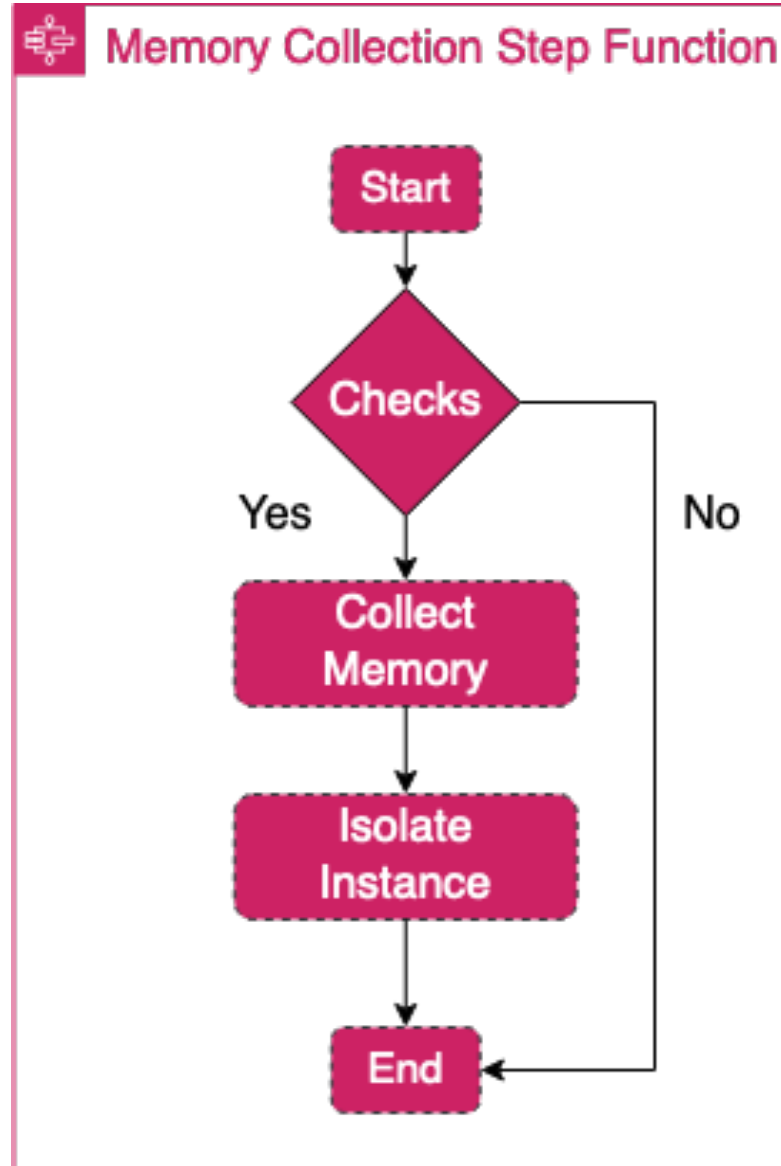 Memory Collection Step Function
Start
Checks
Yes
No
Collect
Memory
Isolate
Instance
End